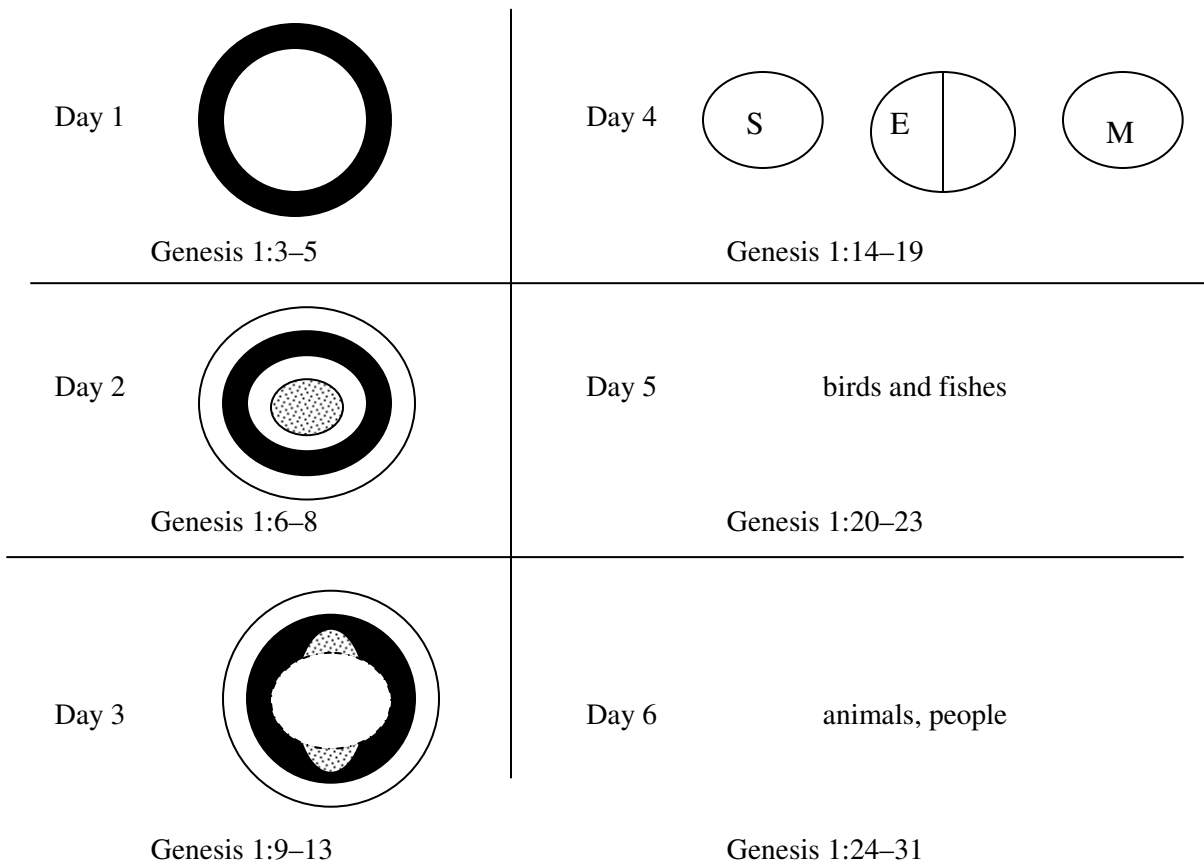 Day 1
Genesis 1:3–5
Day 4
S
E
M
Genesis 1:14–19
Day 2
Genesis 1:6–8
Day 5
birds and fishes
Genesis 1:20–23
Day 3
Genesis 1:9–13
Day 6
animals, people
Genesis 1:24–31